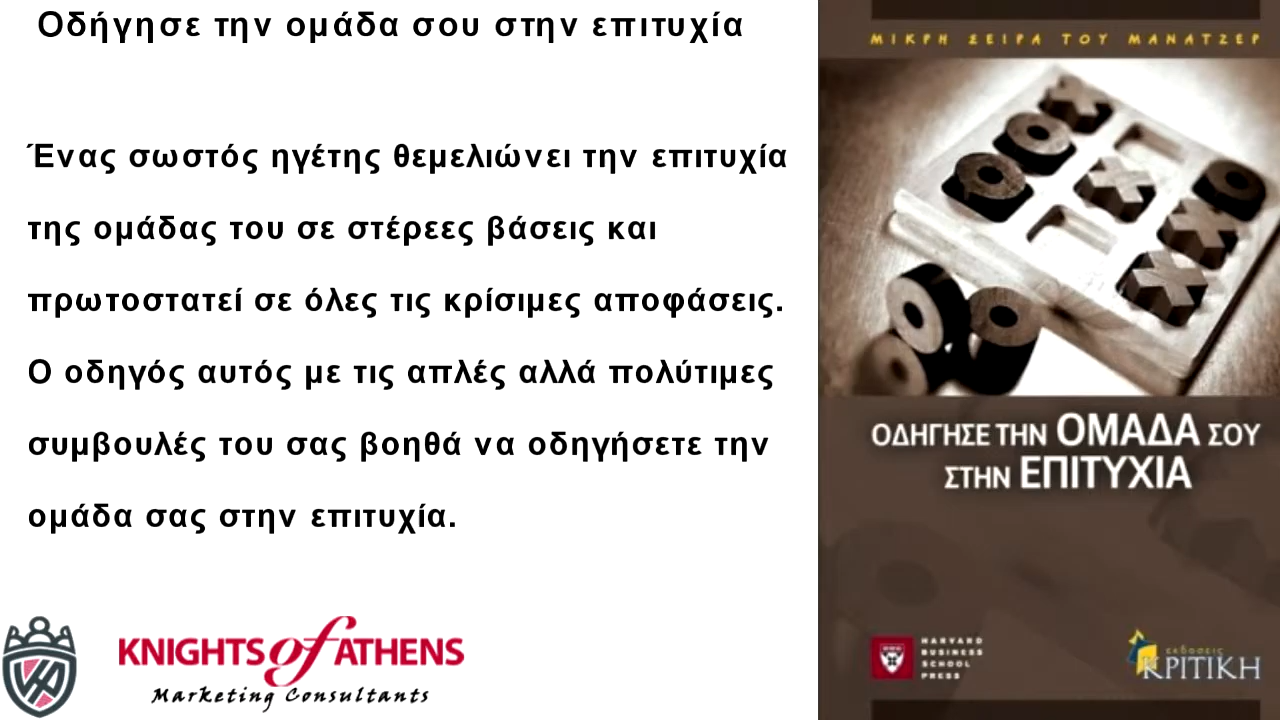 Οδήγησε την ομάδα σου στην επιτυχία
Ένας σωστός ηγέτης θεμελιώνει την επιτυχία
της ομάδας του σε στέρεες βάσεις και
πρωτοστατεί σε όλες τις κρίσιμες αποφάσεις.
Ο οδηγός αυτός με τις απλές αλλά πολύτιμες
συμβουλές του σας βοηθά να οδηγήσετε την
ομάδα σας στην επιτυχία.
KNIGHTS of ATHENS
Marketing Consultants
ΜΙΚΡΗ ΣΕΙΡΑ ΤΟΥ ΜΑΝΑΤΖΕΡ
ΟΔΗΓΗΣΕ ΤΗΝ ΟΜΑΔΑ ΣΟΥ
ΣΤΗΝ ΕΠΙΤΥΧΙΑ
HARVARD
BUSINESS
SCHOOL
PRESS
εκδοσεις
ΚΡΙΤΙΚΗ